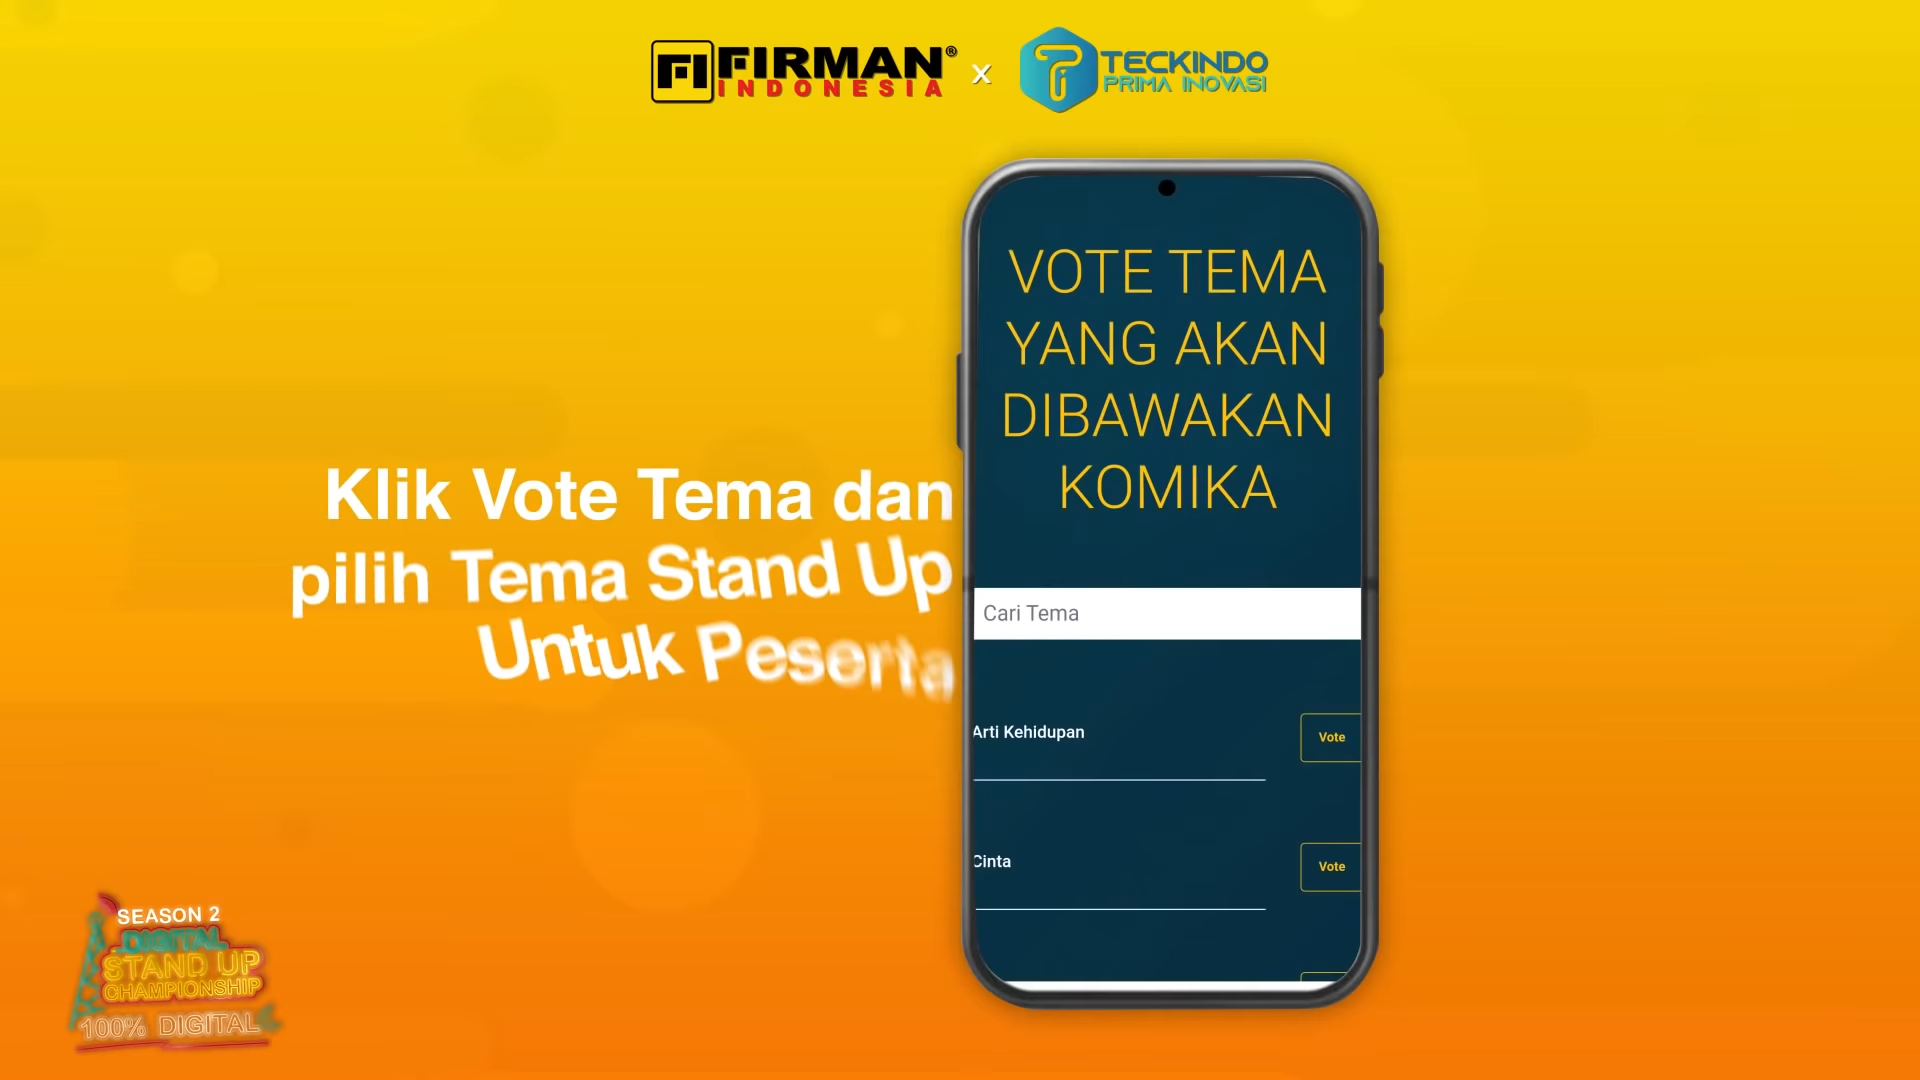 FI FIRMAN®
INDONESIA
x
TECKINDO
PRIMA INOVASI
VOTE TEMA
YANG AKAN
DIBAWAKAN
KOMIKA
Klik Vote Tema dan
pilih Tema Stand Up
Untuk Peserta
Cari Tema
Arti Kehidupan
Vote
Cinta
Vote
SEASON 2
DIGITAL
STAND UP
CHAMPIONSHIP
100% DIGITAL